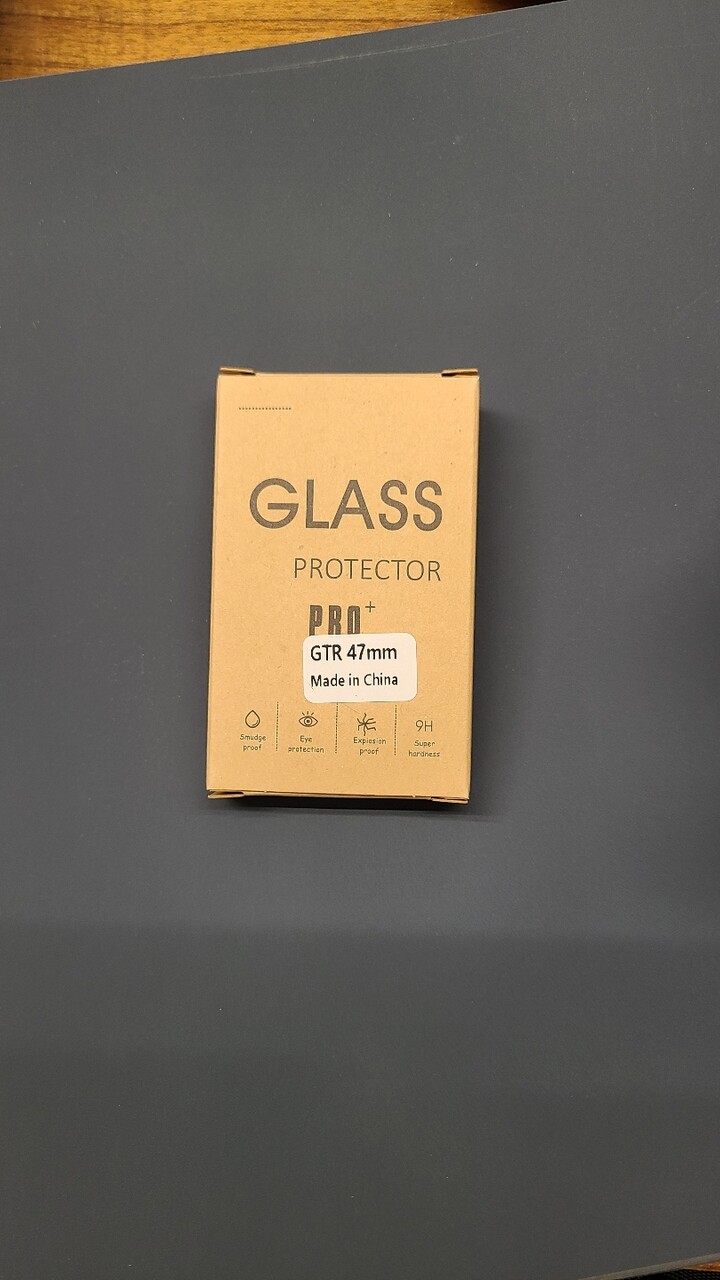 GLASS
PROTECTOR
PRO+
GTR 47mm
Made in China
Smudge proof
Eye protection
Explosion proof
9H
Super hardness